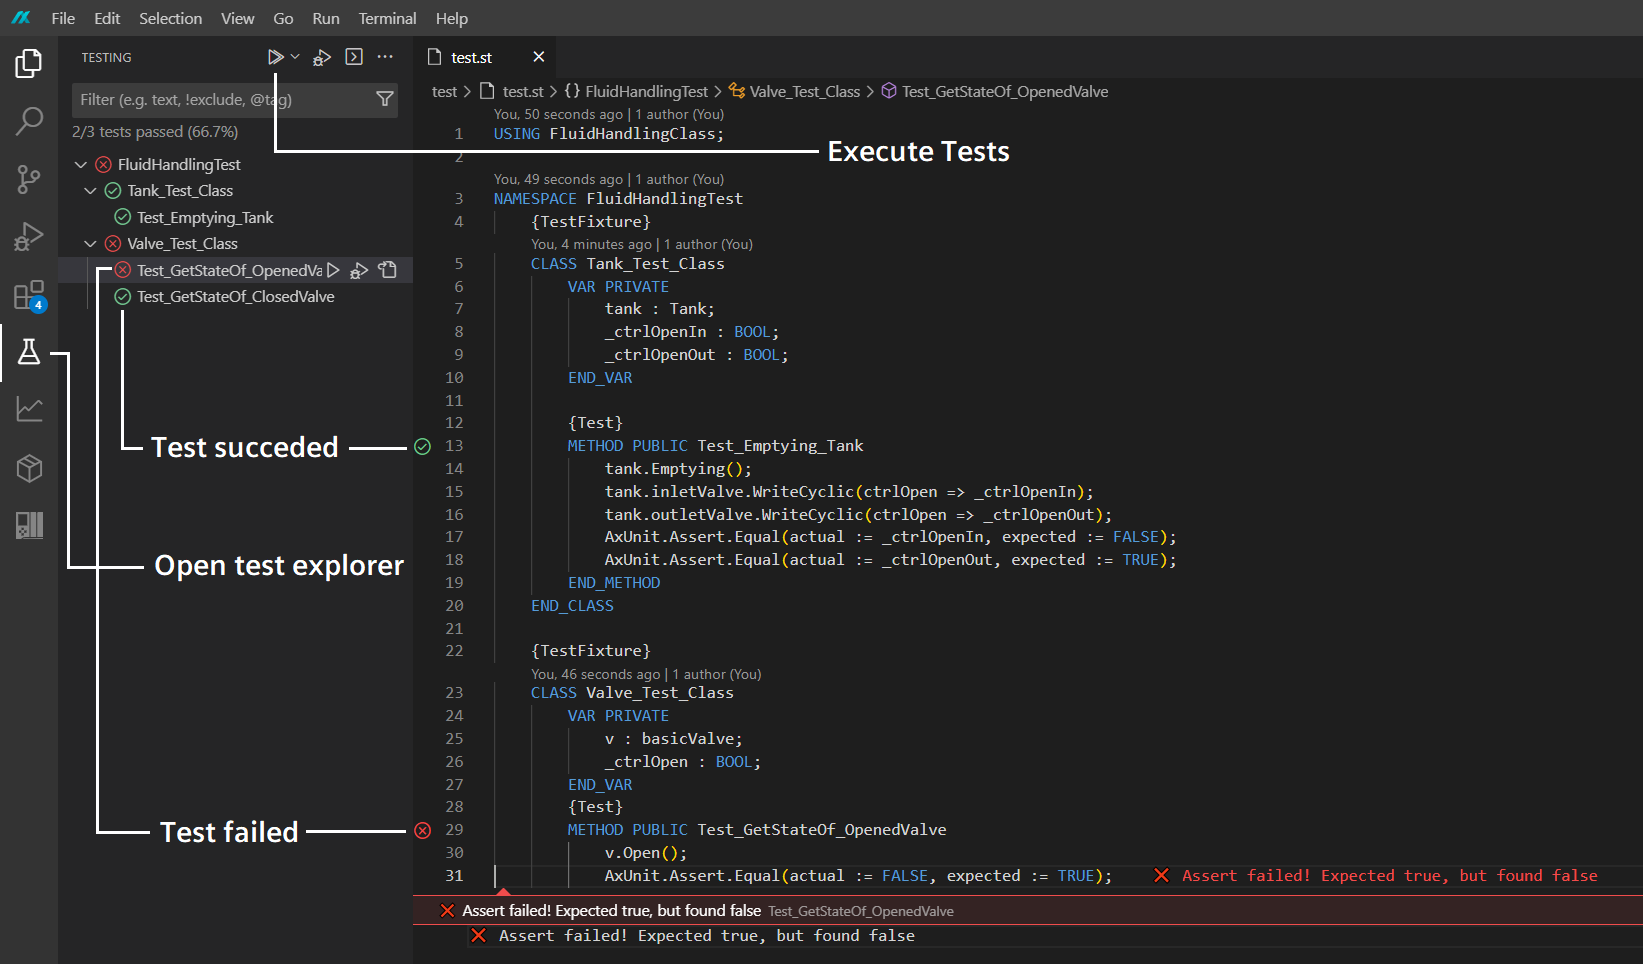 File Edit Selection View Go Run Terminal Help
TESTING
Filter (e.g. text, !exclude, @tag)
2/3 tests passed (66.7%)
FluidHandlingTest
Tank_Test_Class
Test_Emptying_Tank
Valve_Test_Class
Test_GetStateOf_OpenedVa
Test_GetStateOf_ClosedValve
4
Test succeded
Open test explorer
Test failed
Execute Tests
test.st
test > test.st > {} FluidHandlingTest > Valve_Test_Class > Test_GetStateOf_OpenedValve
You, 50 seconds ago | 1 author (You)
1 USING FluidHandlingClass;
2
You, 49 seconds ago | 1 author (You)
3 NAMESPACE FluidHandlingTest
4 {TestFixture}
You, 4 minutes ago | 1 author (You)
5 CLASS Tank_Test_Class
6 VAR PRIVATE
7 tank : Tank;
8 _ctrlOpenIn : BOOL;
9 _ctrlOpenOut : BOOL;
10 END_VAR
11
12 {Test}
13 METHOD PUBLIC Test_Emptying_Tank
14 tank.Emptying();
15 tank.inletValve.WriteCyclic(ctrlOpen => _ctrlOpenIn);
16 tank.outletValve.WriteCyclic(ctrlOpen => _ctrlOpenOut);
17 AxUnit.Assert.Equal(actual := _ctrlOpenIn, expected := FALSE);
18 AxUnit.Assert.Equal(actual := _ctrlOpenOut, expected := TRUE);
19 END_METHOD
20 END_CLASS
21
22 {TestFixture}
You, 46 seconds ago | 1 author (You)
23 CLASS Valve_Test_Class
24 VAR PRIVATE
25 v : basicValve;
26 _ctrlOpen : BOOL;
27 END_VAR
28 {Test}
29 METHOD PUBLIC Test_GetStateOf_OpenedValve
30 v.Open();
31 AxUnit.Assert.Equal(actual := FALSE, expected := TRUE); Assert failed! Expected true, but found false
Assert failed! Expected true, but found false Test_GetStateOf_OpenedValve
Assert failed! Expected true, but found false